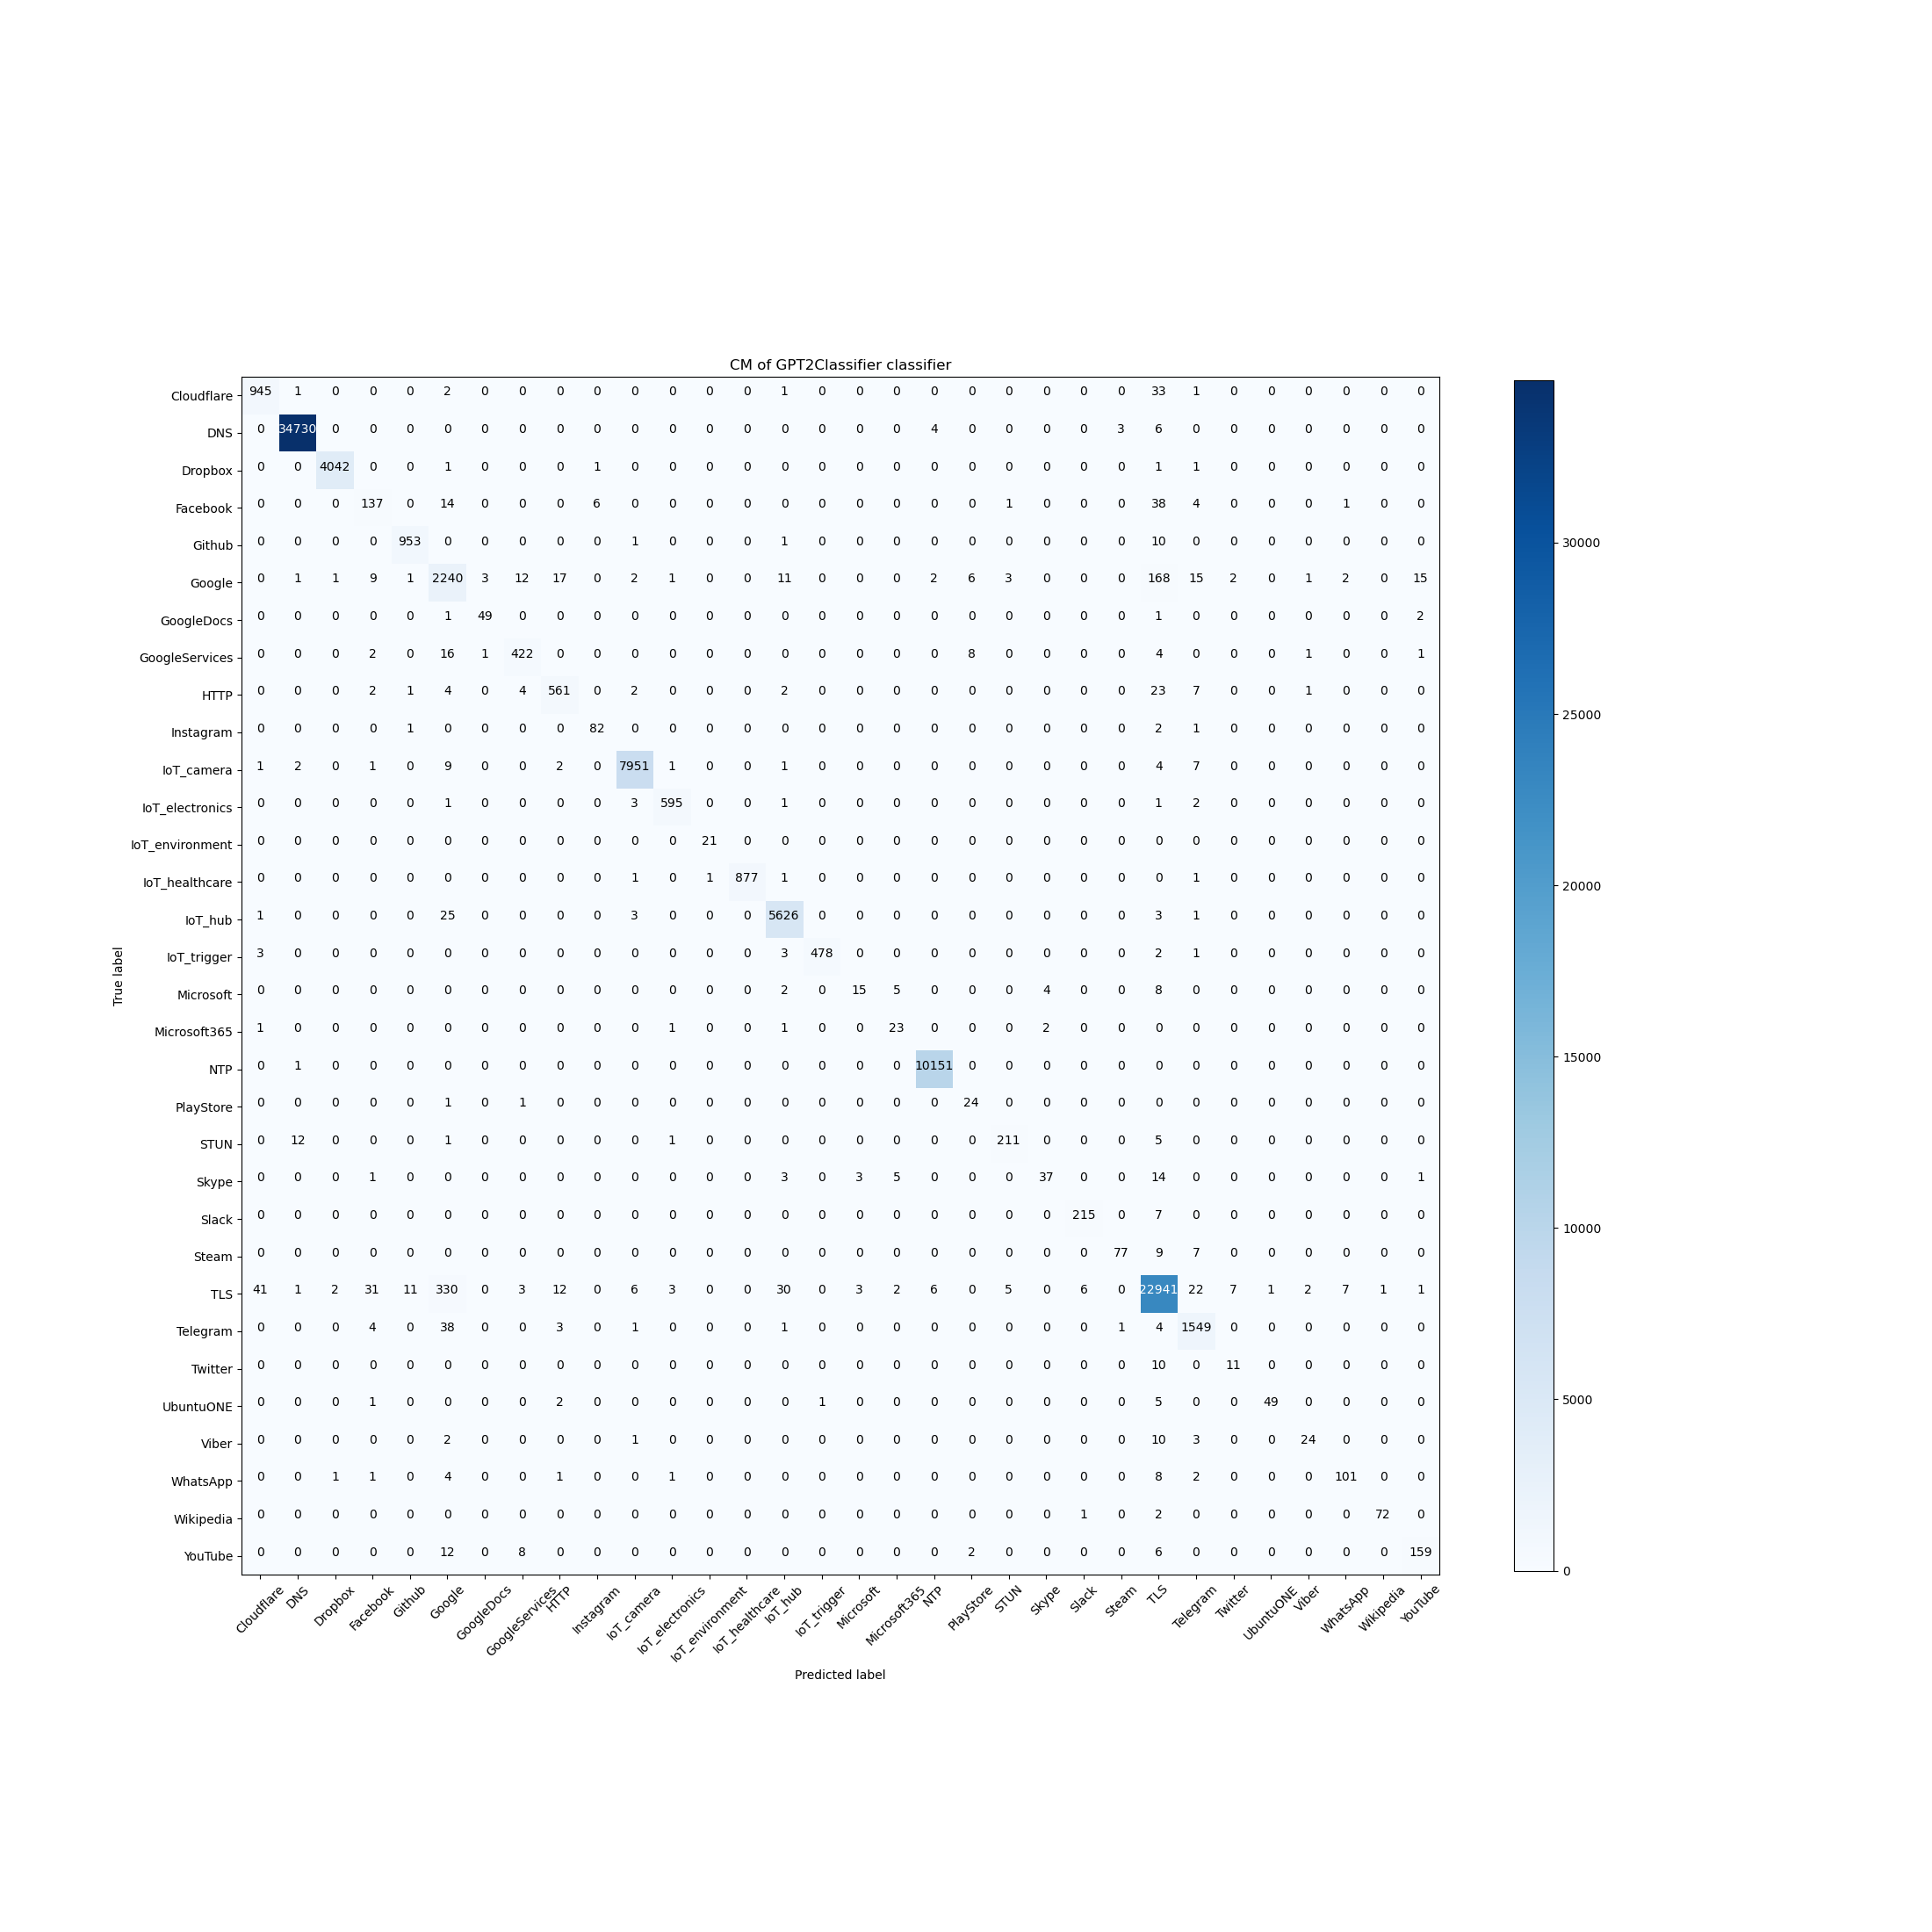 CM of GPT2Classifier classifier
Cloudflare 945 1 0 0 0 2 0 0 0 0 0 0 0 0 1 0 0 0 0 0 0 0 0 0 33 1 0 0 0 0 0 0
DNS 0 34730 0 0 0 0 0 0 0 0 0 0 0 0 0 0 0 0 4 0 0 0 0 3 6 0 0 0 0 0 0 0
Dropbox 0 0 4042 0 0 1 0 0 0 1 0 0 0 0 0 0 0 0 0 0 0 0 0 0 1 1 0 0 0 0 0 0
Facebook 0 0 0 137 0 14 0 0 0 6 0 0 0 0 0 0 0 0 0 0 1 0 0 0 38 4 0 0 0 1 0 0
Github 0 0 0 0 953 0 0 0 0 0 1 0 0 0 1 0 0 0 0 0 0 0 0 0 10 0 0 0 0 0 0 0
Google 0 1 1 9 1 2240 3 12 17 0 2 1 0 0 11 0 0 0 2 6 3 0 0 0 168 15 2 0 1 2 0 15
GoogleDocs 0 0 0 0 0 1 49 0 0 0 0 0 0 0 0 0 0 0 0 0 0 0 0 0 1 0 0 0 0 0 0 2
GoogleServices 0 0 0 2 0 16 1 422 0 0 0 0 0 0 0 0 0 0 0 8 0 0 0 0 4 0 0 0 1 0 0 1
HTTP 0 0 0 2 1 4 0 4 561 0 2 0 0 0 2 0 0 0 0 0 0 0 0 0 23 7 0 0 1 0 0 0
Instagram 0 0 0 0 1 0 0 0 0 82 0 0 0 0 0 0 0 0 0 0 0 0 0 0 2 1 0 0 0 0 0 0
IoT_camera 1 2 0 1 0 9 0 0 2 0 7951 1 0 0 1 0 0 0 0 0 0 0 0 0 4 7 0 0 0 0 0 0
IoT_electronics 0 0 0 0 0 1 0 0 0 0 3 595 0 0 1 0 0 0 0 0 0 0 0 0 1 2 0 0 0 0 0 0
IoT_environment 0 0 0 0 0 0 0 0 0 0 0 0 21 0 0 0 0 0 0 0 0 0 0 0 0 0 0 0 0 0 0 0
IoT_healthcare 0 0 0 0 0 0 0 0 0 0 1 0 1 877 1 0 0 0 0 0 0 0 0 0 0 1 0 0 0 0 0 0
IoT_hub 1 0 0 0 0 25 0 0 0 0 3 0 0 0 5626 0 0 0 0 0 0 0 0 0 3 1 0 0 0 0 0 0
IoT_trigger 3 0 0 0 0 0 0 0 0 0 0 0 0 0 3 478 0 0 0 0 0 0 0 0 2 1 0 0 0 0 0 0
Microsoft 0 0 0 0 0 0 0 0 0 0 0 0 0 0 2 0 15 5 0 0 0 4 0 0 8 0 0 0 0 0 0 0
Microsoft365 1 0 0 0 0 0 0 0 0 0 0 1 0 0 1 0 0 23 0 0 0 2 0 0 0 0 0 0 0 0 0 0
NTP 0 1 0 0 0 0 0 0 0 0 0 0 0 0 0 0 0 0 10151 0 0 0 0 0 0 0 0 0 0 0 0 0
PlayStore 0 0 0 0 0 1 0 1 0 0 0 0 0 0 0 0 0 0 0 24 0 0 0 0 0 0 0 0 0 0 0 0
STUN 0 12 0 0 0 1 0 0 0 0 0 1 0 0 0 0 0 0 0 0 211 0 0 0 5 0 0 0 0 0 0 0
Skype 0 0 0 1 0 0 0 0 0 0 0 0 0 0 3 0 3 5 0 0 0 37 0 0 14 0 0 0 0 0 0 1
Slack 0 0 0 0 0 0 0 0 0 0 0 0 0 0 0 0 0 0 0 0 0 0 215 0 7 0 0 0 0 0 0 0
Steam 0 0 0 0 0 0 0 0 0 0 0 0 0 0 0 0 0 0 0 0 0 0 0 77 9 7 0 0 0 0 0 0
TLS 41 1 2 31 11 330 0 3 12 0 6 3 0 0 30 0 3 2 6 0 5 0 6 0 22941 22 7 1 2 7 1 1
Telegram 0 0 0 4 0 38 0 0 3 0 1 0 0 0 1 0 0 0 0 0 0 0 0 1 4 1549 0 0 0 0 0 0
Twitter 0 0 0 0 0 0 0 0 0 0 0 0 0 0 0 0 0 0 0 0 0 0 0 0 10 0 11 0 0 0 0 0
UbuntuONE 0 0 0 1 0 0 0 0 2 0 0 0 0 0 0 1 0 0 0 0 0 0 0 0 5 0 0 49 0 0 0 0
Viber 0 0 0 0 0 2 0 0 0 0 1 0 0 0 0 0 0 0 0 0 0 0 0 0 10 3 0 0 24 0 0 0
WhatsApp 0 0 1 1 0 4 0 0 1 0 0 1 0 0 0 0 0 0 0 0 0 0 0 0 8 2 0 0 0 101 0 0
Wikipedia 0 0 0 0 0 0 0 0 0 0 0 0 0 0 0 0 0 0 0 0 0 0 1 0 2 0 0 0 0 0 72 0
YouTube 0 0 0 0 0 12 0 8 0 0 0 0 0 0 0 0 0 0 0 2 0 0 0 0 6 0 0 0 0 0 0 159
Cloudflare DNS Dropbox Facebook Github Google GoogleDocs GoogleServices HTTP Instagram IoT_camera IoT_electronics IoT_environment IoT_healthcare IoT_hub IoT_trigger Microsoft Microsoft365 NTP PlayStore STUN Skype Slack Steam TLS Telegram Twitter UbuntuONE Viber WhatsApp Wikipedia YouTube
Predicted label
True label
30000
25000
20000
15000
10000
5000
0